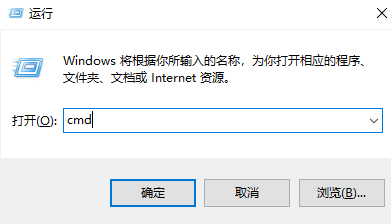 运行
Windows 将根据你所输入的名称，为你打开相应的程序、
文件夹、文档或 Internet 资源。
打开(O): cmd
确定 取消 浏览(B)...